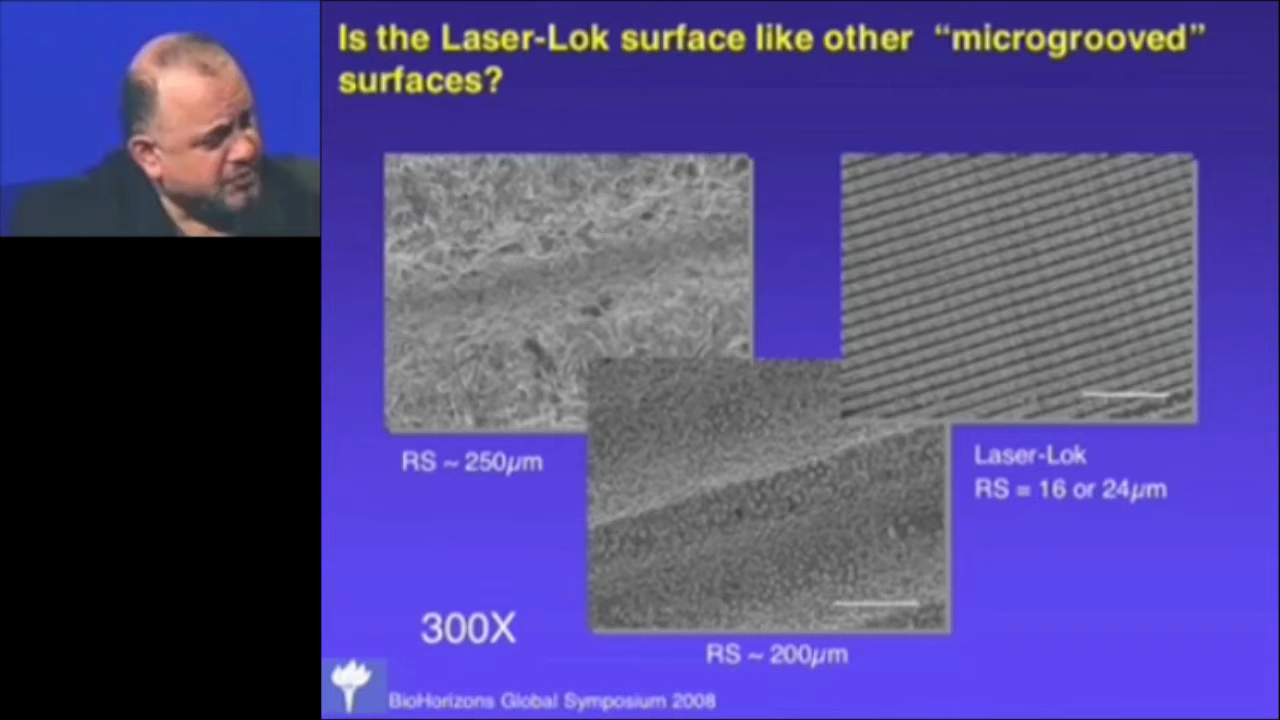 Is the Laser-Lok surface like other “microgrooved”
surfaces?
RS ~ 250µm
Laser-Lok
RS = 16 or 24µm
300X
RS ~ 200µm
BioHorizons Global Symposium 2008